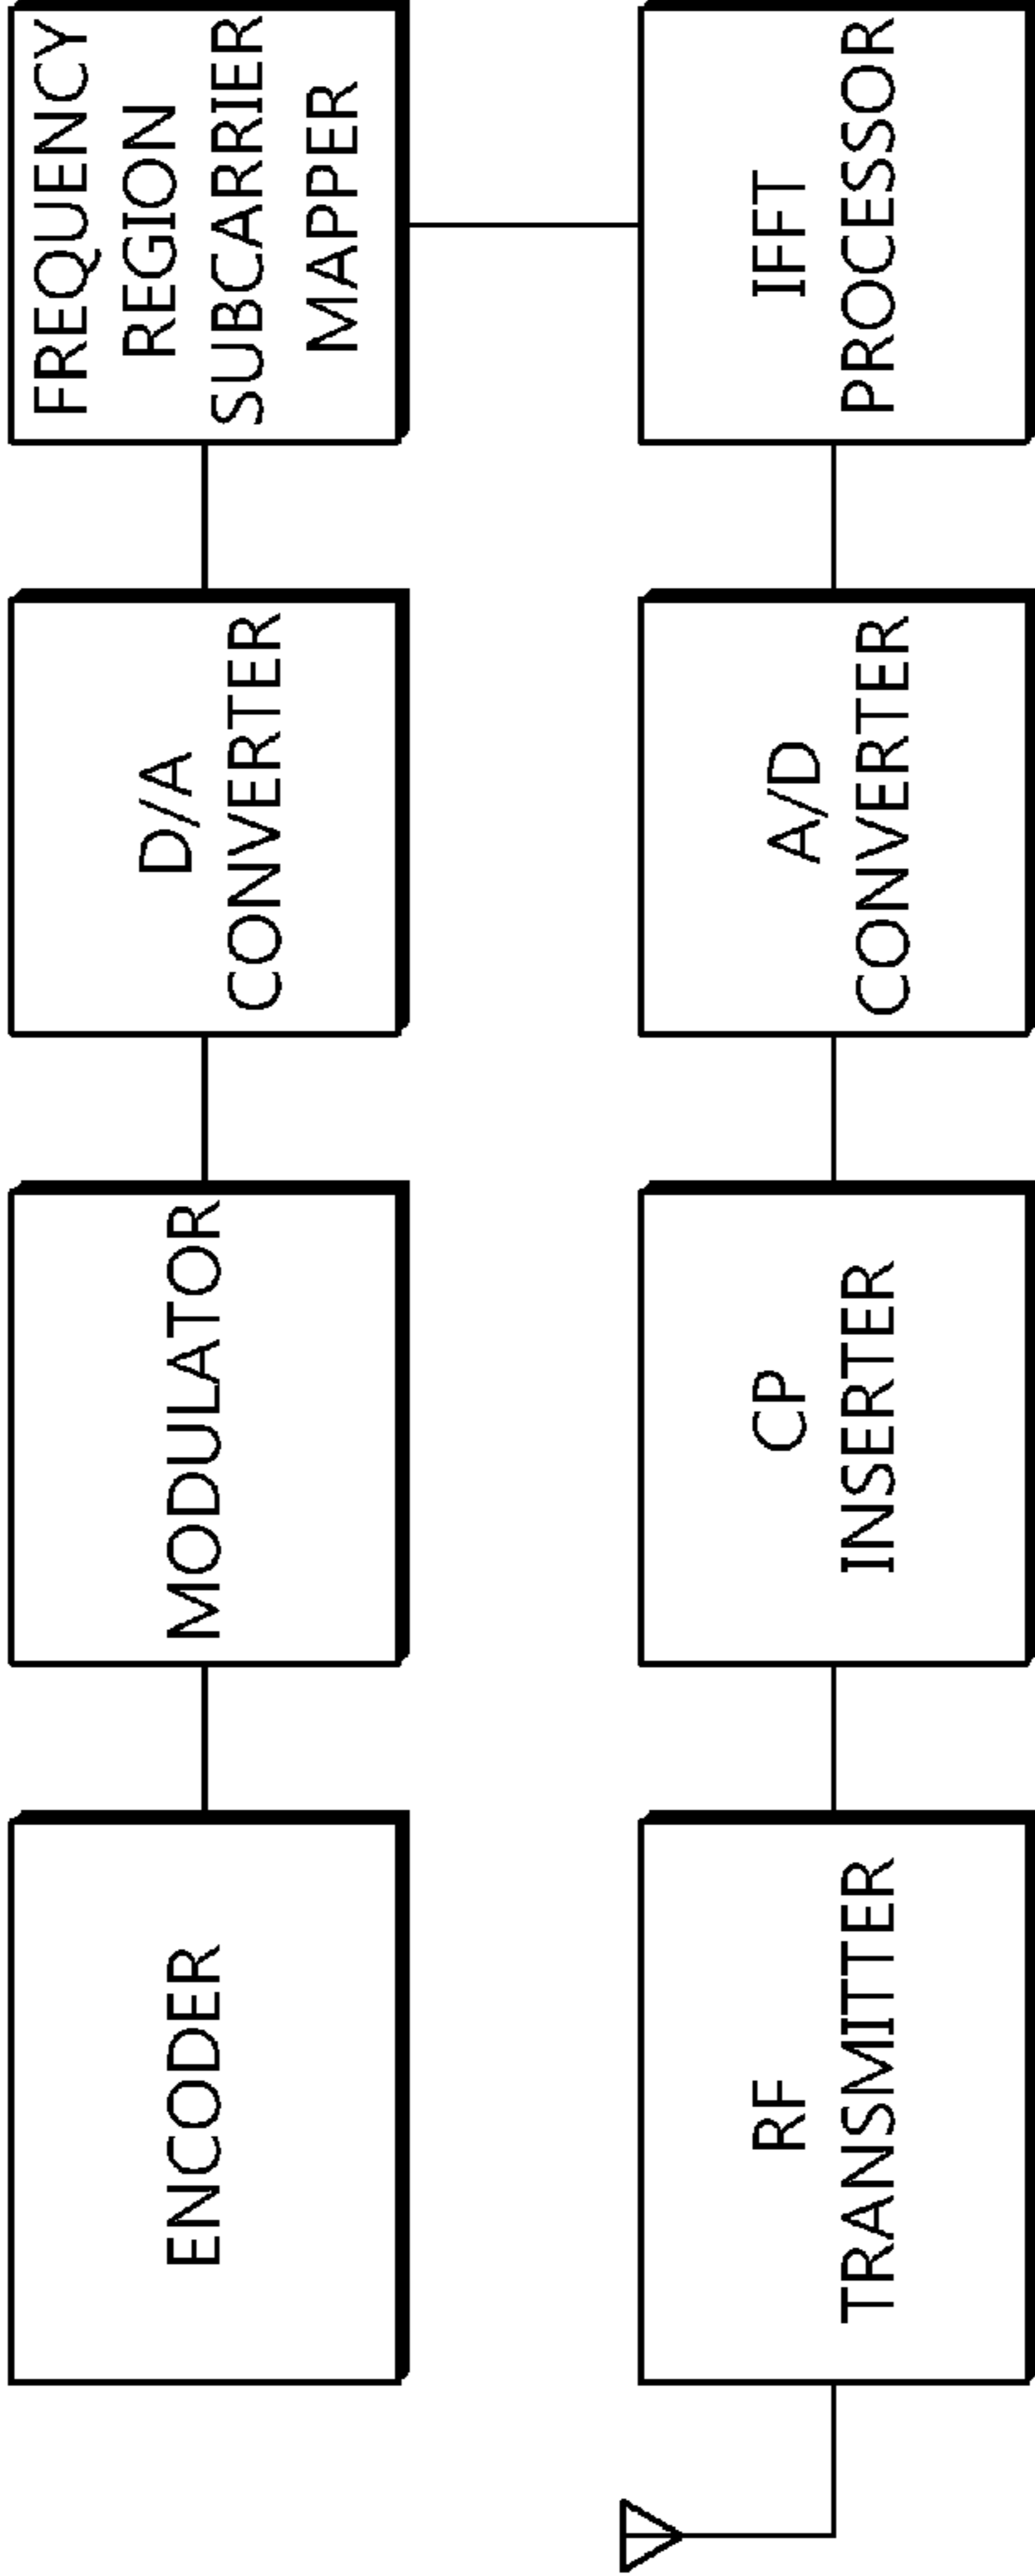 ENCODER
MODULATOR
D/A
CONVERTER
FREQUENCY
REGION
SUBCARRIER
MAPPER
RF
TRANSMITTER
CP
INSERTER
A/D
CONVERTER
IFFT
PROCESSOR